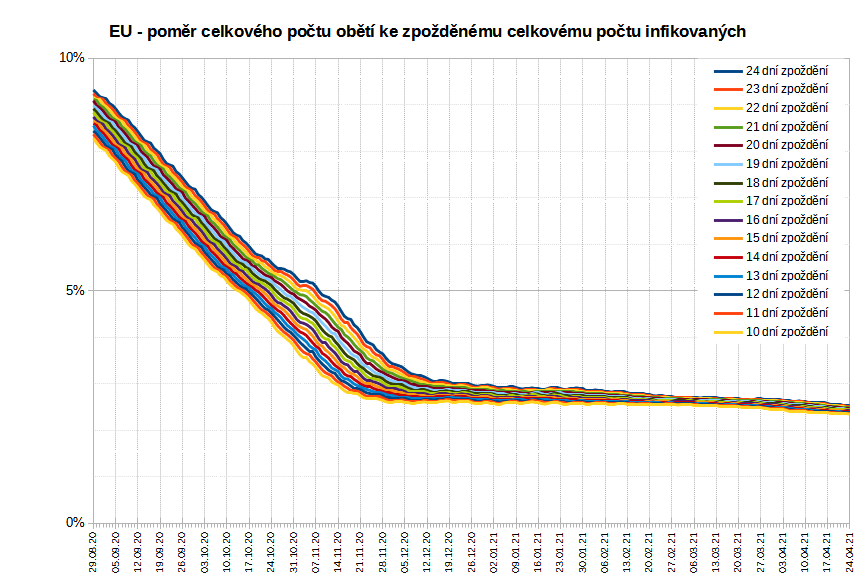 EU - poměr celkového počtu obětí ke zpožděnému celkovému počtu infikovaných
10%
5%
0%
24 dní zpoždění
23 dní zpoždění
22 dní zpoždění
21 dní zpoždění
20 dní zpoždění
19 dní zpoždění
18 dní zpoždění
17 dní zpoždění
16 dní zpoždění
15 dní zpoždění
14 dní zpoždění
13 dní zpoždění
12 dní zpoždění
11 dní zpoždění
10 dní zpoždění
29.08.20
05.09.20
12.09.20
19.09.20
26.09.20
03.10.20
10.10.20
17.10.20
24.10.20
31.10.20
07.11.20
14.11.20
21.11.20
28.11.20
05.12.20
12.12.20
19.12.20
26.12.20
02.01.21
09.01.21
16.01.21
23.01.21
30.01.21
06.02.21
13.02.21
20.02.21
27.02.21
06.03.21
13.03.21
20.03.21
27.03.21
03.04.21
10.04.21
17.04.21
24.04.21